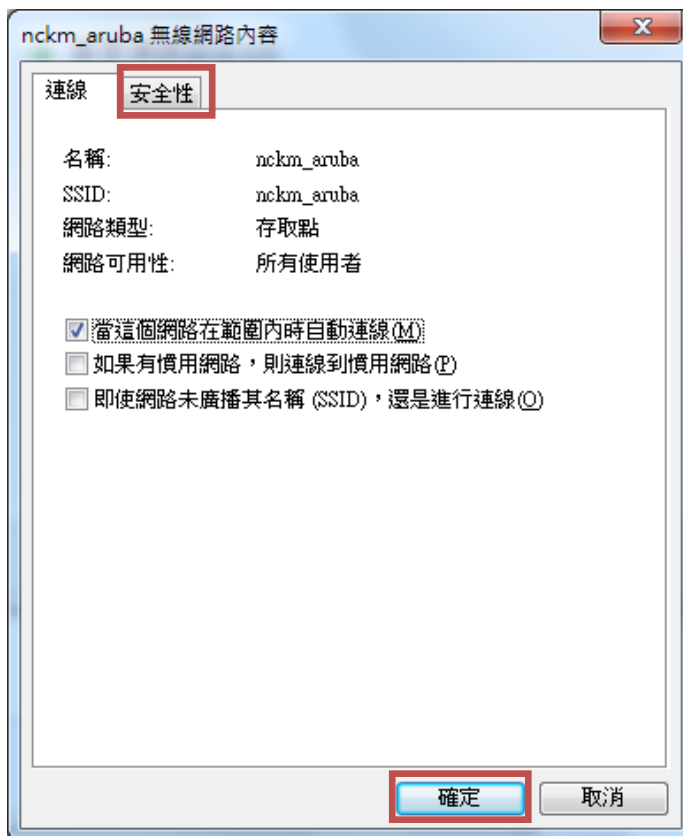 nckm_aruba 無線網路內容
連線 安全性
名稱: nckm_aruba
SSID: nckm_aruba
網路類型: 存取點
網路可用性: 所有使用者
當這個網路在範圍內時自動連線(M)
如果有慣用網路，則連線到慣用網路(P)
即使網路未廣播其名稱 (SSID)，還是進行連線(O)
確定 取消